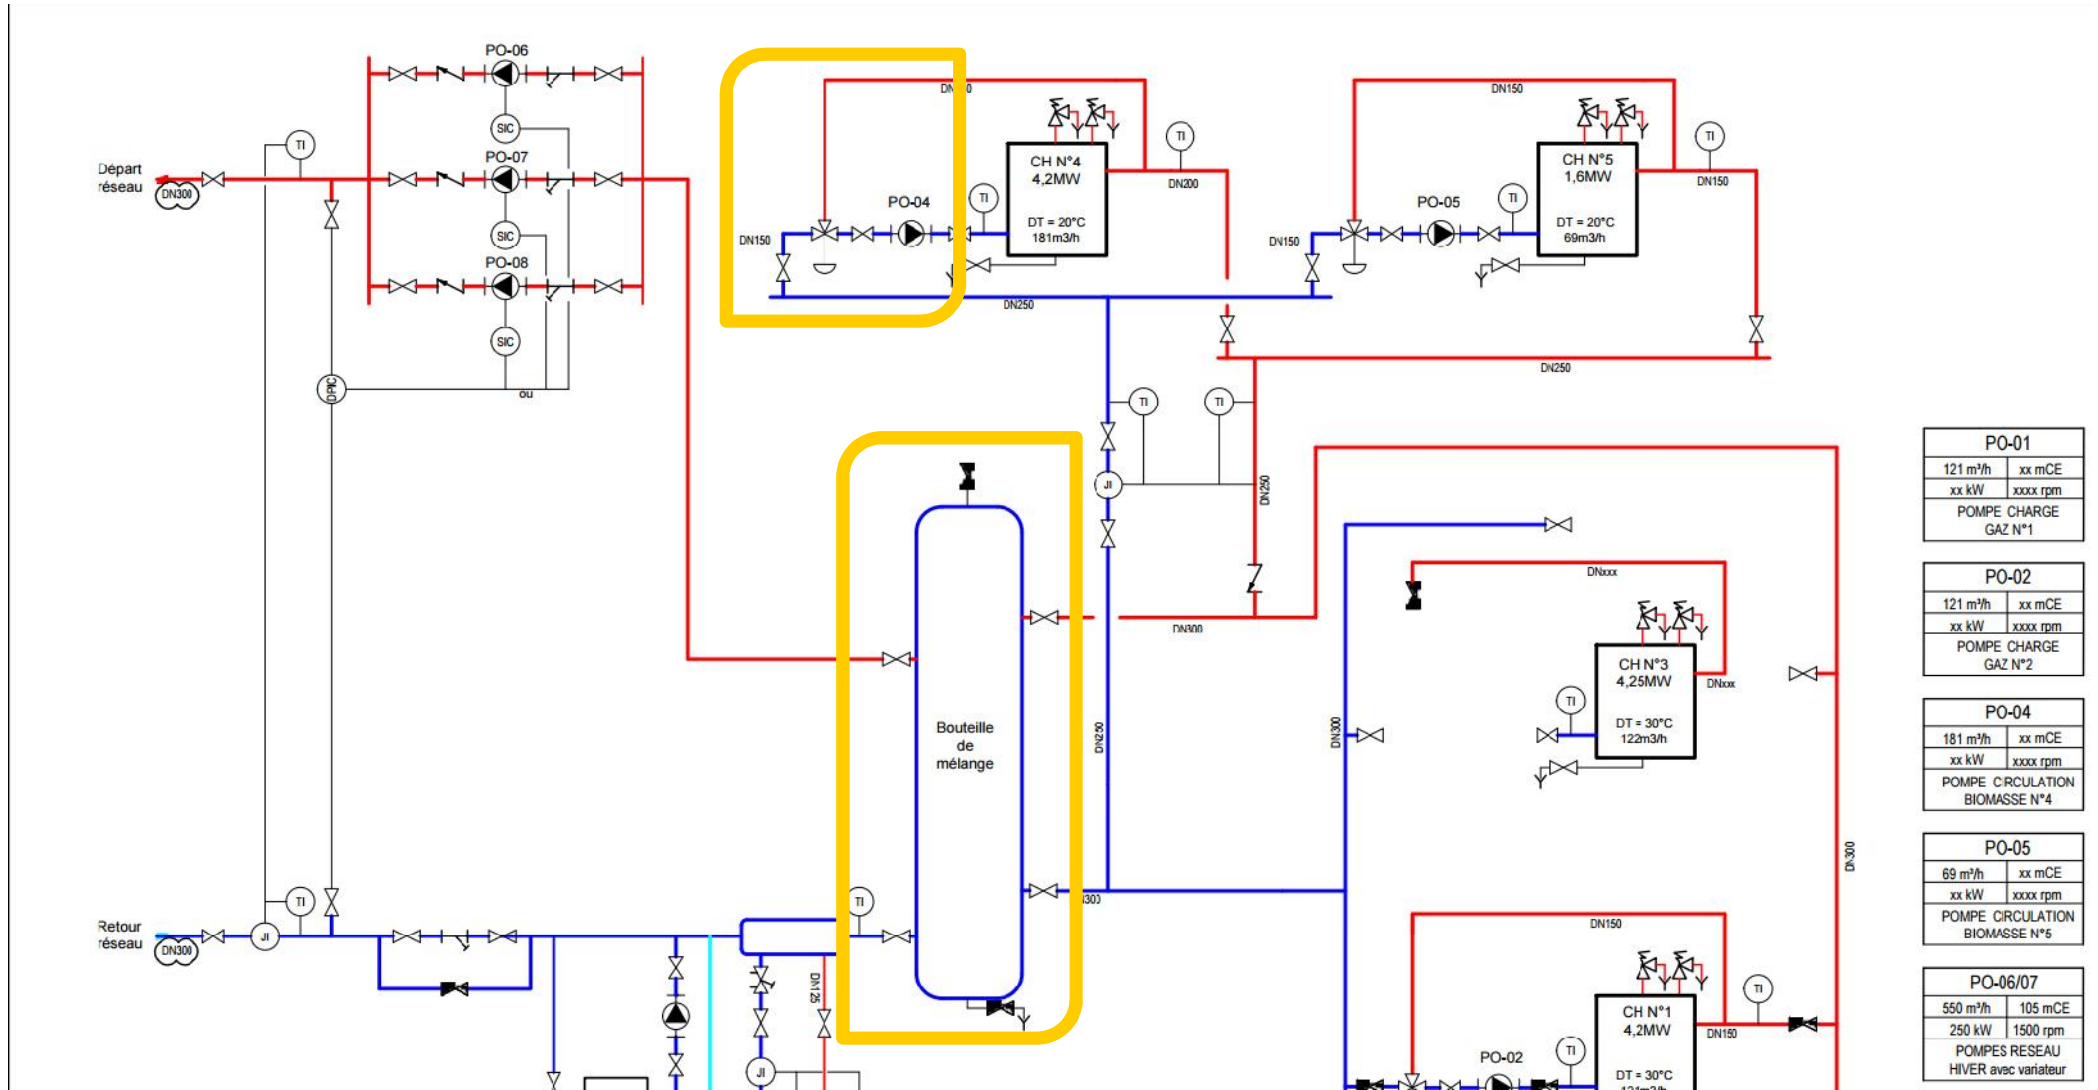 PO-06
SIC
TI
PO-07
Départ
réseau
DN300
SIC
PO-08
SIC
DPIC
ou
DN150
TI
CH N°4
4,2MW
DN200
PO-04
TI
DT = 20°C
181m3/h
DN150
DN250
DN150
TI
CH N°5
1,6MW
DN150
PO-05
TI
DT = 20°C
69m3/h
DN150
DN250
TI
TI
JI
DN250
DN300
Bouteille
de
mélange
DN250
DN300
DNxxx
CH N°3
4,25MW
DNxxx
TI
DT = 30°C
122m3/h
DN300
DN300
TI
Retour
réseau
DN300
JI
TI
DN125
JI
DN150
CH N°1
4,2MW
TI
DN150
PO-02
TI
DT = 30°C
PO-01
121 m³/h xx mCE
xx kW xxxx rpm
POMPE CHARGE
GAZ N°1
PO-02
121 m³/h xx mCE
xx kW xxxx rpm
POMPE CHARGE
GAZ N°2
PO-04
181 m³/h xx mCE
xx kW xxxx rpm
POMPE CIRCULATION
BIOMASSE N°4
PO-05
69 m³/h xx mCE
xx kW xxxx rpm
POMPE CIRCULATION
BIOMASSE N°5
PO-06/07
550 m³/h 105 mCE
250 kW 1500 rpm
POMPES RESEAU
HIVER avec variateur